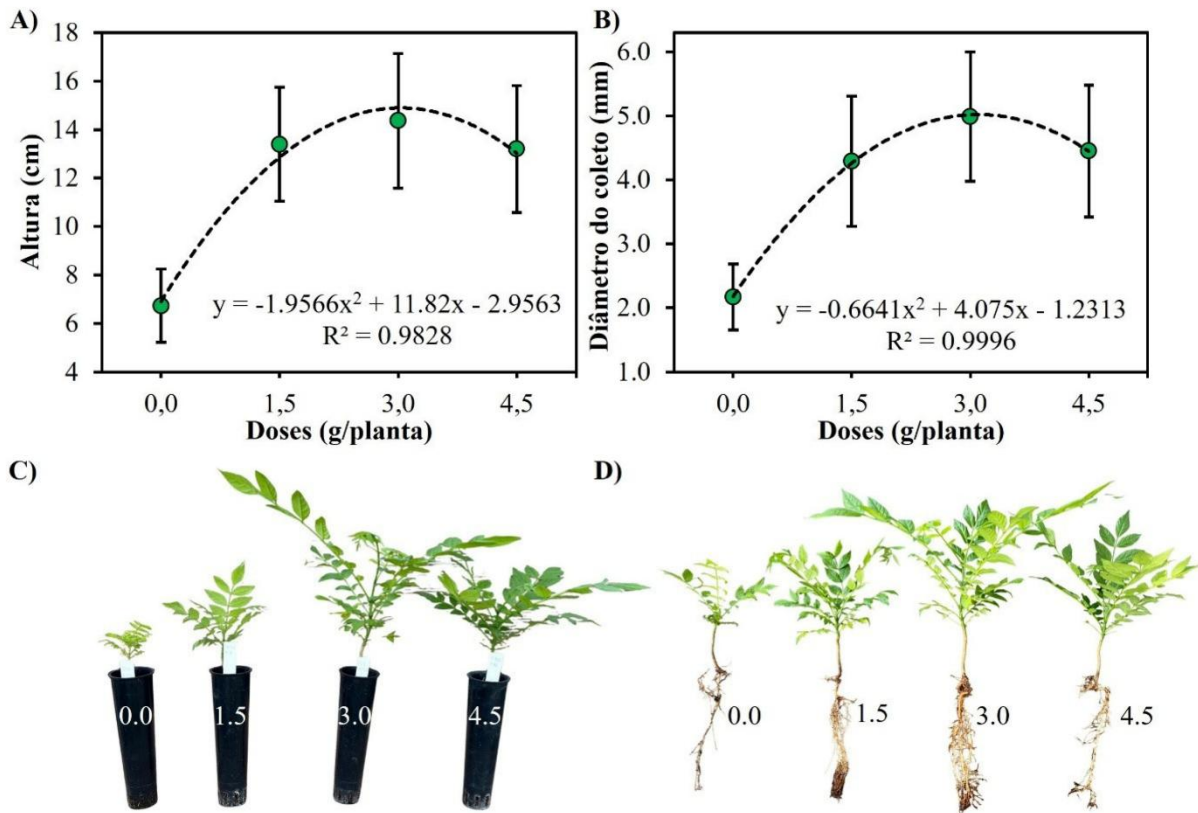 A)
18
16
14
12
10
8
6
4
Altura (cm)
y = -1.9566x² + 11.82x - 2.9563
R² = 0.9828
0,0 1,5 3,0 4,5
Doses (g/planta)
B)
6.0
5.0
4.0
3.0
2.0
1.0
Diâmetro do coleto (mm)
y = -0.6641x² + 4.075x - 1.2313
R² = 0.9996
0,0 1,5 3,0 4,5
Doses (g/planta)
C)
0.0 1.5 3.0 4.5
D)
0.0 1.5 3.0 4.5